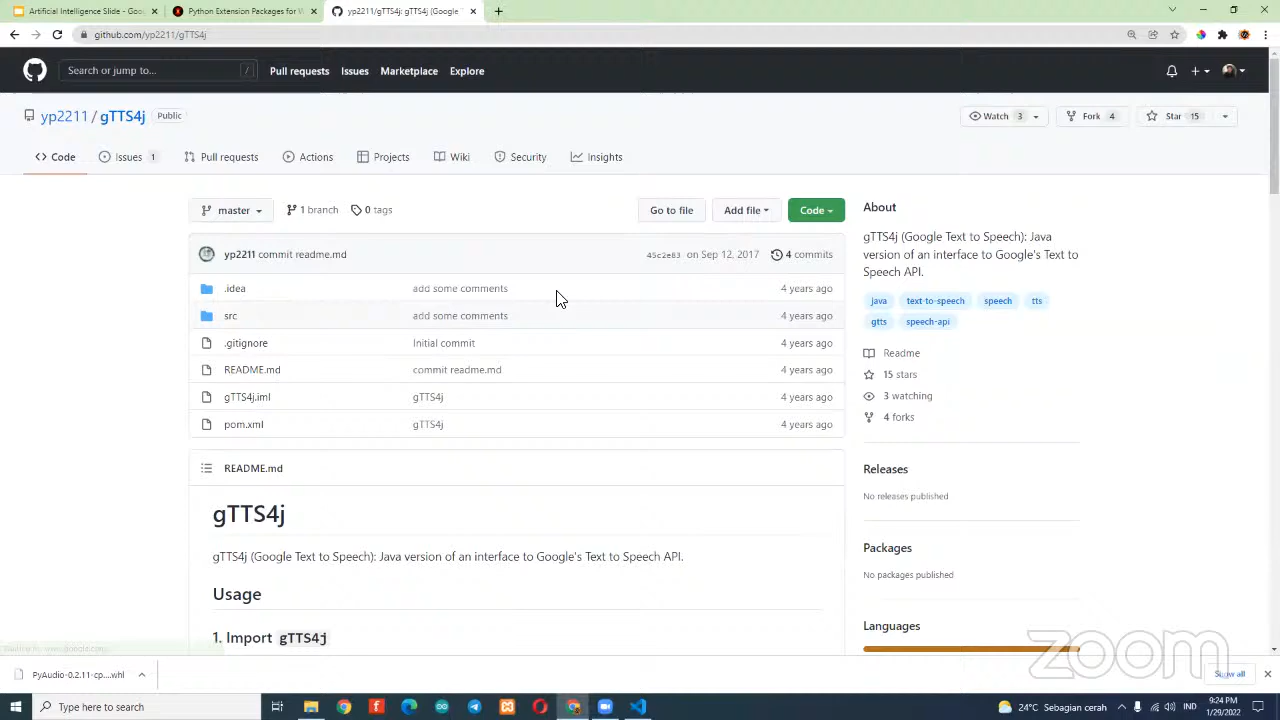 Artificial Intelligence Slide - Goo
Python Extension Packages for W
yp2211/gTTS4j: gTTS4j (Google T
github.com/yp2211/gTTS4j
Search or jump to...
/
Pull requests
Issues
Marketplace
Explore
yp2211 / gTTS4j
Public
Watch 3
Fork 4
Star 15
Code
Issues 1
Pull requests
Actions
Projects
Wiki
Security
Insights
master
1 branch
0 tags
Go to file
Add file
Code
yp2211 commit readme.md
45c2e83 on Sep 12, 2017
4 commits
.idea
add some comments
4 years ago
src
add some comments
4 years ago
.gitignore
Initial commit
4 years ago
README.md
commit readme.md
4 years ago
gTTS4j.iml
gTTS4j
4 years ago
pom.xml
gTTS4j
4 years ago
README.md
gTTS4j
gTTS4j (Google Text to Speech): Java version of an interface to Google's Text to Speech API.
Usage
1. Import gTTS4j
About
gTTS4j (Google Text to Speech): Java
version of an interface to Google's Text to
Speech API.
java
text-to-speech
speech
tts
gtts
speech-api
Readme
15 stars
3 watching
4 forks
Releases
No releases published
Packages
No packages published
Languages
zoom
PyAudio-0.2.11-cp....whl
Show all
Type here to search
24°C Sebagian cerah
IND
9:24 PM
1/29/2022